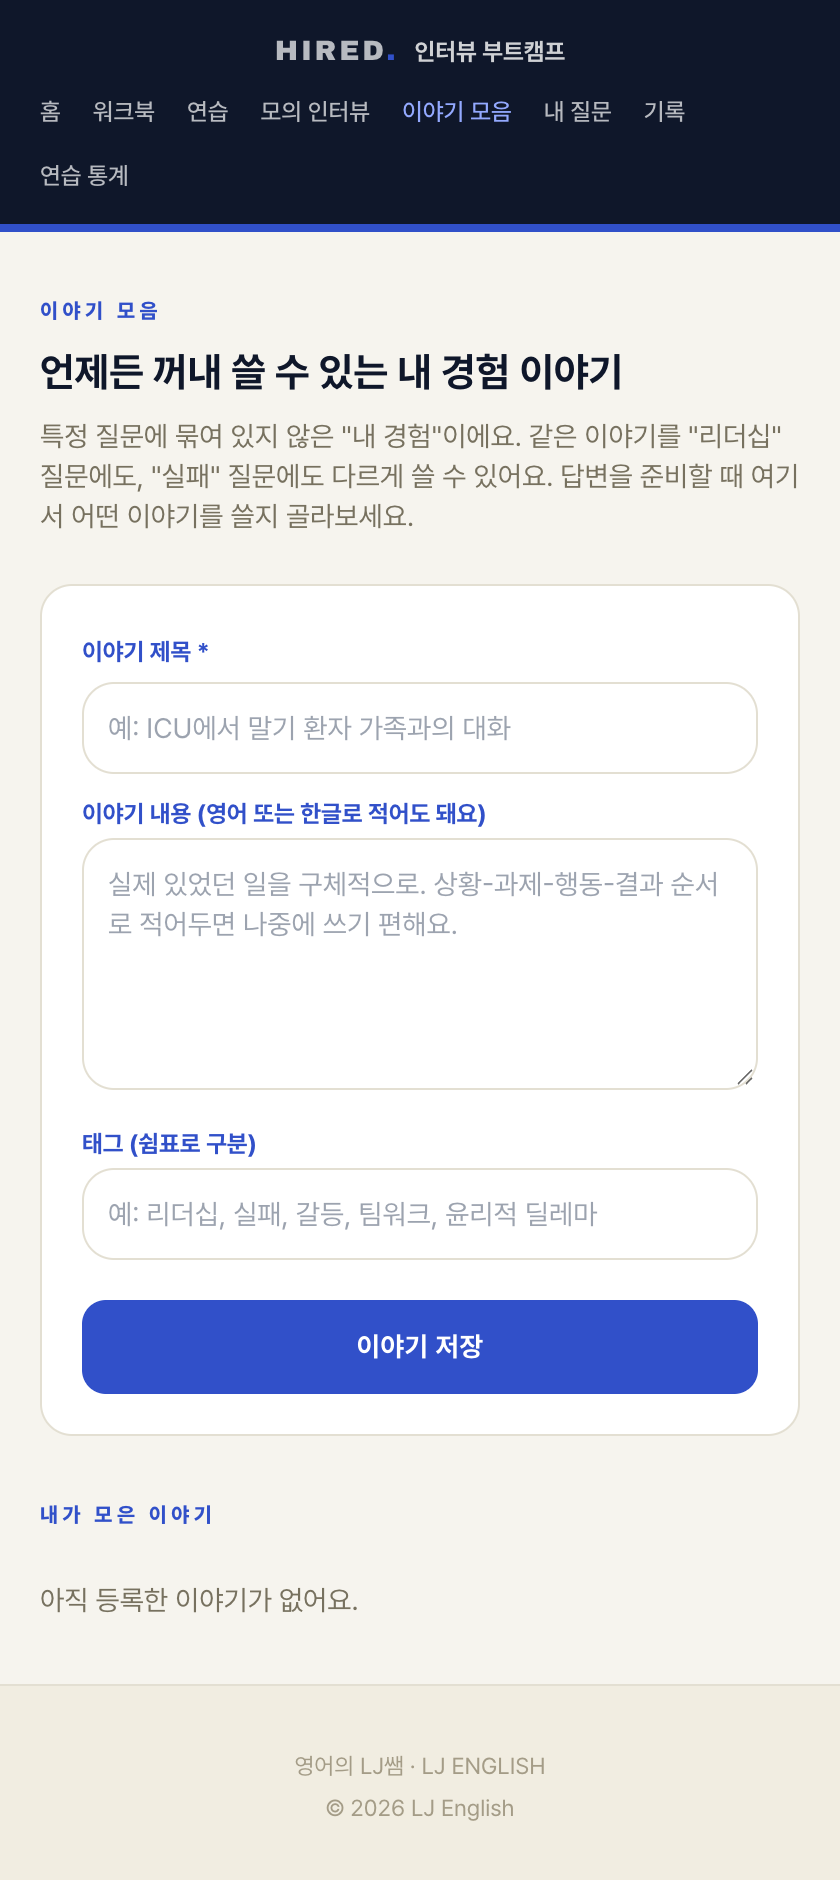 HIRED. 인터뷰 부트캠프
홈 워크북 연습 모의 인터뷰 이야기 모음 내 질문 기록
연습 통계
이야기 모음
언제든 꺼내 쓸 수 있는 내 경험 이야기
특정 질문에 묶여 있지 않은 "내 경험"이에요. 같은 이야기를 "리더십"
질문에도, "실패" 질문에도 다르게 쓸 수 있어요. 답변을 준비할 때 여기
서 어떤 이야기를 쓸지 골라보세요.
이야기 제목 *
예: ICU에서 말기 환자 가족과의 대화
이야기 내용 (영어 또는 한글로 적어도 돼요)
실제 있었던 일을 구체적으로. 상황-과제-행동-결과 순서
로 적어두면 나중에 쓰기 편해요.
태그 (쉼표로 구분)
예: 리더십, 실패, 갈등, 팀워크, 윤리적 딜레마
이야기 저장
내가 모은 이야기
아직 등록한 이야기가 없어요.
영어의 LJ쌤 · LJ ENGLISH
© 2026 LJ English